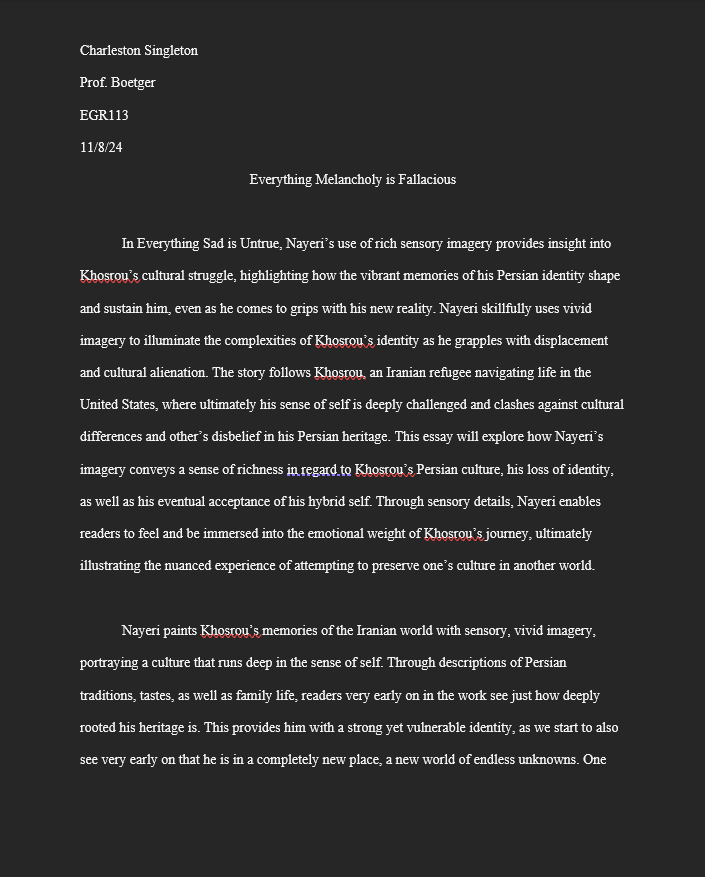 Charleston Singleton
Prof. Boetger
EGR113
11/8/24
Everything Melancholy is Fallacious
In Everything Sad is Untrue, Nayeri’s use of rich sensory imagery provides insight into
Khosrou’s cultural struggle, highlighting how the vibrant memories of his Persian identity shape
and sustain him, even as he comes to grips with his new reality. Nayeri skillfully uses vivid
imagery to illuminate the complexities of Khosrou’s identity as he grapples with displacement
and cultural alienation. The story follows Khosrou, an Iranian refugee navigating life in the
United States, where ultimately his sense of self is deeply challenged and clashes against cultural
differences and other’s disbelief in his Persian heritage. This essay will explore how Nayeri’s
imagery conveys a sense of richness in regard to Khosrou’s Persian culture, his loss of identity,
as well as his eventual acceptance of his hybrid self. Through sensory details, Nayeri enables
readers to feel and be immersed into the emotional weight of Khosrou’s journey, ultimately
illustrating the nuanced experience of attempting to preserve one’s culture in another world.
Nayeri paints Khosrou’s memories of the Iranian world with sensory, vivid imagery,
portraying a culture that runs deep in the sense of self. Through descriptions of Persian
traditions, tastes, as well as family life, readers very early on in the work see just how deeply
rooted his heritage is. This provides him with a strong yet vulnerable identity, as we start to also
see very early on that he is in a completely new place, a new world of endless unknowns. One